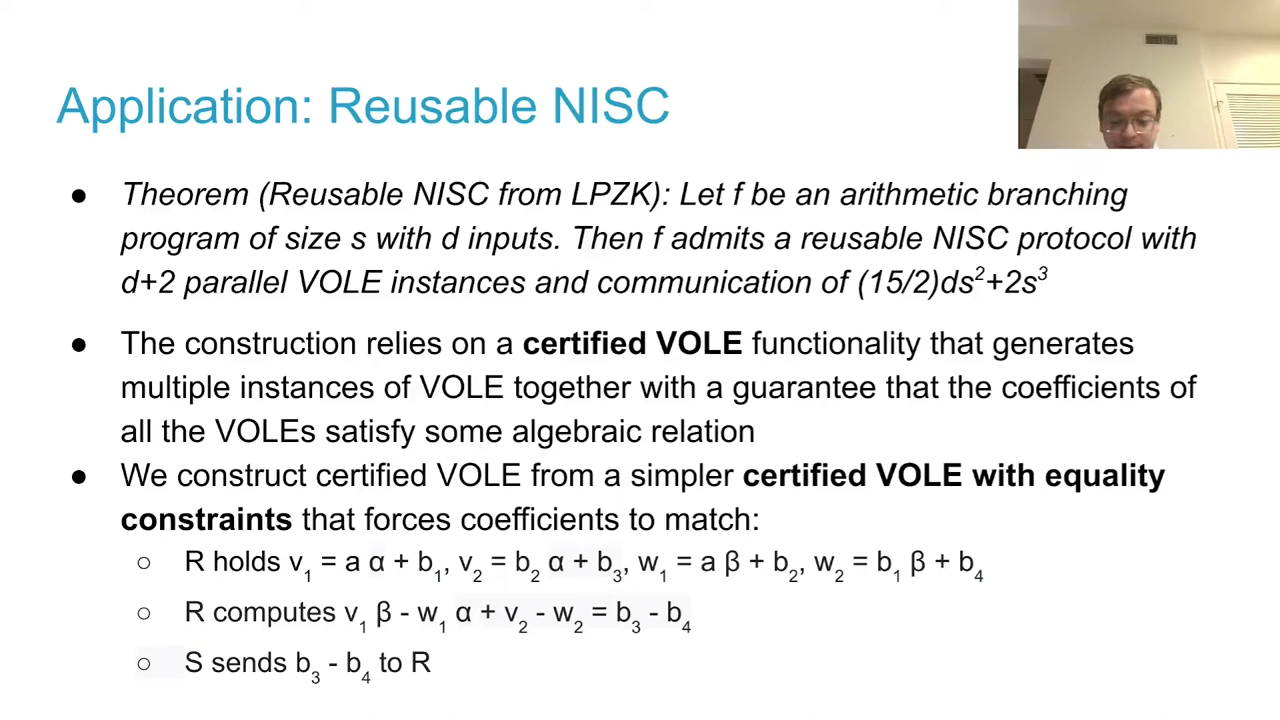 Application: Reusable NISC
● Theorem (Reusable NISC from LPZK): Let f be an arithmetic branching
program of size s with d inputs. Then f admits a reusable NISC protocol with
d+2 parallel VOLE instances and communication of (15/2)ds²+2s³
● The construction relies on a certified VOLE functionality that generates
multiple instances of VOLE together with a guarantee that the coefficients of
all the VOLEs satisfy some algebraic relation
● We construct certified VOLE from a simpler certified VOLE with equality
constraints that forces coefficients to match:
○ R holds v₁ = a α + b₁, v₂ = b₂ α + b₃, w₁ = a β + b₂, w₂ = b₁ β + b₄
○ R computes v₁ β - w₁ α + v₂ - w₂ = b₃ - b₄
○ S sends b₃ - b₄ to R